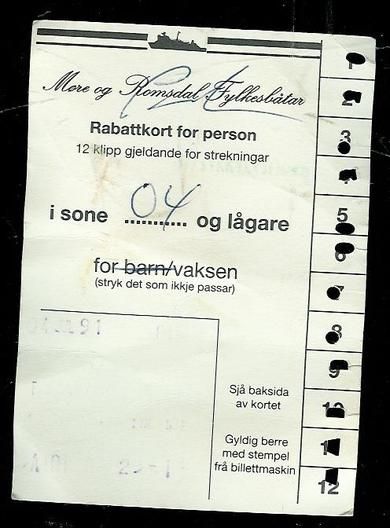 Møre og Romsdal Fylkesbåtar
Rabattkort for person
12 klipp gjeldande for strekningar
i sone 04 og lågare
for barn/vaksen
(stryk det som ikkje passar)
Sjå baksida
av kortet
Gyldig berre
med stempel
frå billettmaskin
1
2
3
4
5
6
7
8
9
10
11
12